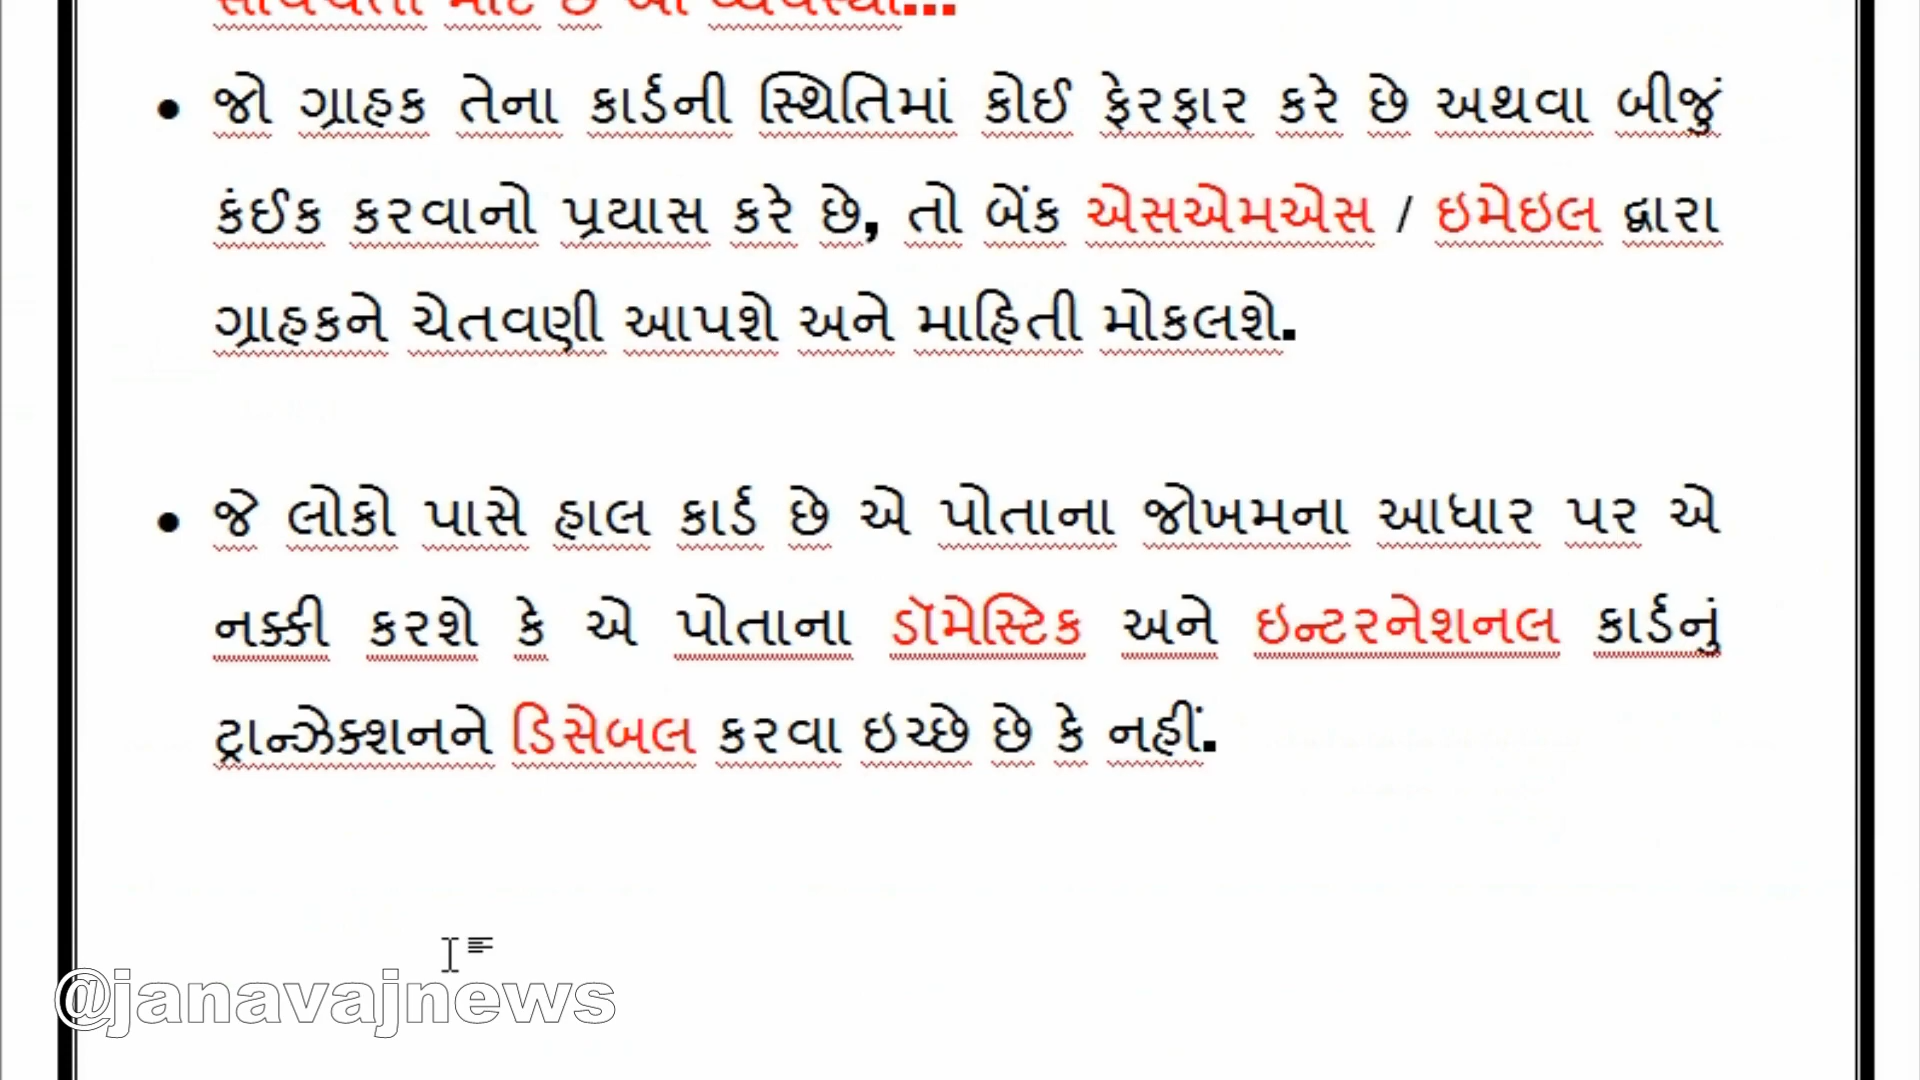 માટે છે આ વ્યવસ્થા...
• જો ગ્રાહક તેના કાર્ડની સ્થિતિમાં કોઈ ફેરફાર કરે છે અથવા બીજું
કંઈક કરવાનો પ્રયાસ કરે છે, તો બેંક એસએમએસ / ઇમેઇલ દ્વારા
ગ્રાહકને ચેતવણી આપશે અને માહિતી મોકલશે.
• જે લોકો પાસે હાલ કાર્ડ છે એ પોતાના જોખમના આધાર પર એ
નક્કી કરશે કે એ પોતાના ડૉમેસ્ટિક અને ઇન્ટરનેશનલ કાર્ડનું
ટ્રાન્ઝેક્શનને ડિસેબલ કરવા ઇચ્છે છે કે નહીં.
@janavajnews